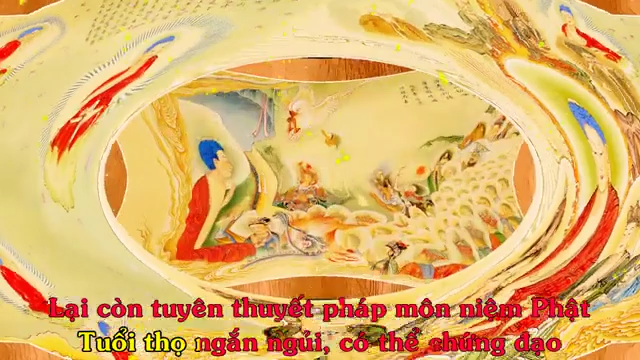 Lại còn tuyên thuyết pháp môn niệm Phật
Tuổi thọ ngắn ngủi, có thể chứng đạo